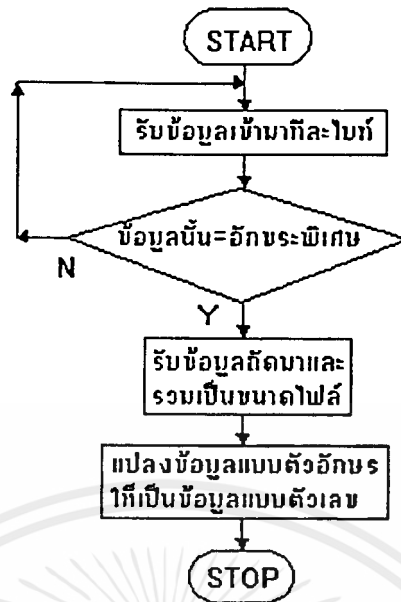 START
รับข้อมูลเข้ามาทีละไบท์
ข้อมูลนั้น=อักขระพิเศษ
N
Y
รับข้อมูลถัดมาและ
รวมเป็นขนาดไฟล์
แปลงข้อมูลแบบตัวอักษร
ให้เป็นข้อมูลแบบตัวเลข
STOP